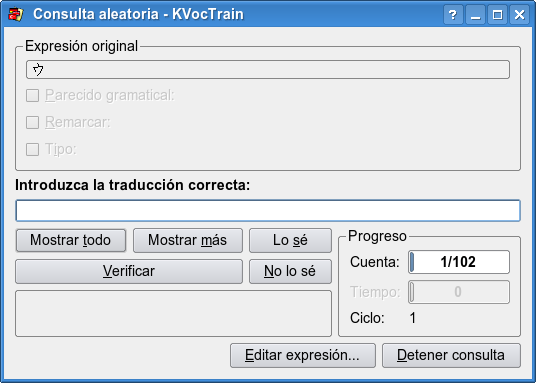 Consulta aleatoria - KVocTrain
Expresión original
ウ
Parecido gramatical:
Remarcar:
Tipo:
Introduzca la traducción correcta:
Mostrar todo
Mostrar más
Lo sé
Verificar
No lo sé
Progreso
Cuenta: 1/102
Tiempo: 0
Ciclo: 1
Editar expresión...
Detener consulta